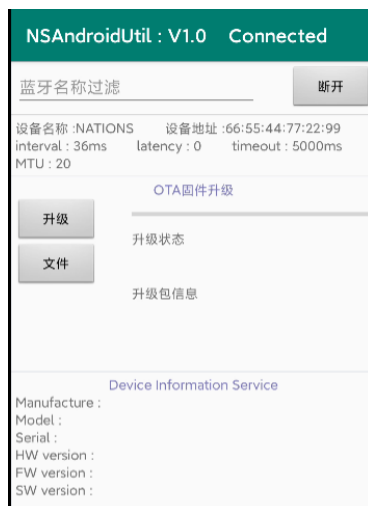 NSAndroidUtil : V1.0 Connected
蓝牙名称过滤
断开
设备名称 :NATIONS 设备地址 :66:55:44:77:22:99
interval : 36ms latency : 0 timeout : 5000ms
MTU : 20
OTA固件升级
升级
升级状态
文件
升级包信息
Device Information Service
Manufacture :
Model :
Serial :
HW version :
FW version :
SW version :